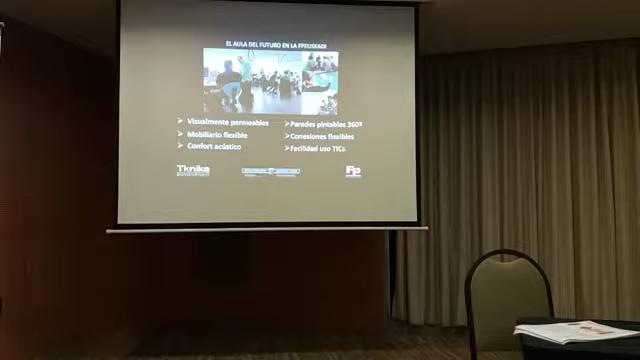 EL AULA DEL FUTURO EN LA FPEUSKADI
➢ Visualmente permeables
➢ Mobiliario flexible
➢ Confort acústico
➢ Paredes pintables 360º
➢ Conexiones flexibles
➢ Facilidad uso TICs
Tknika
Fp